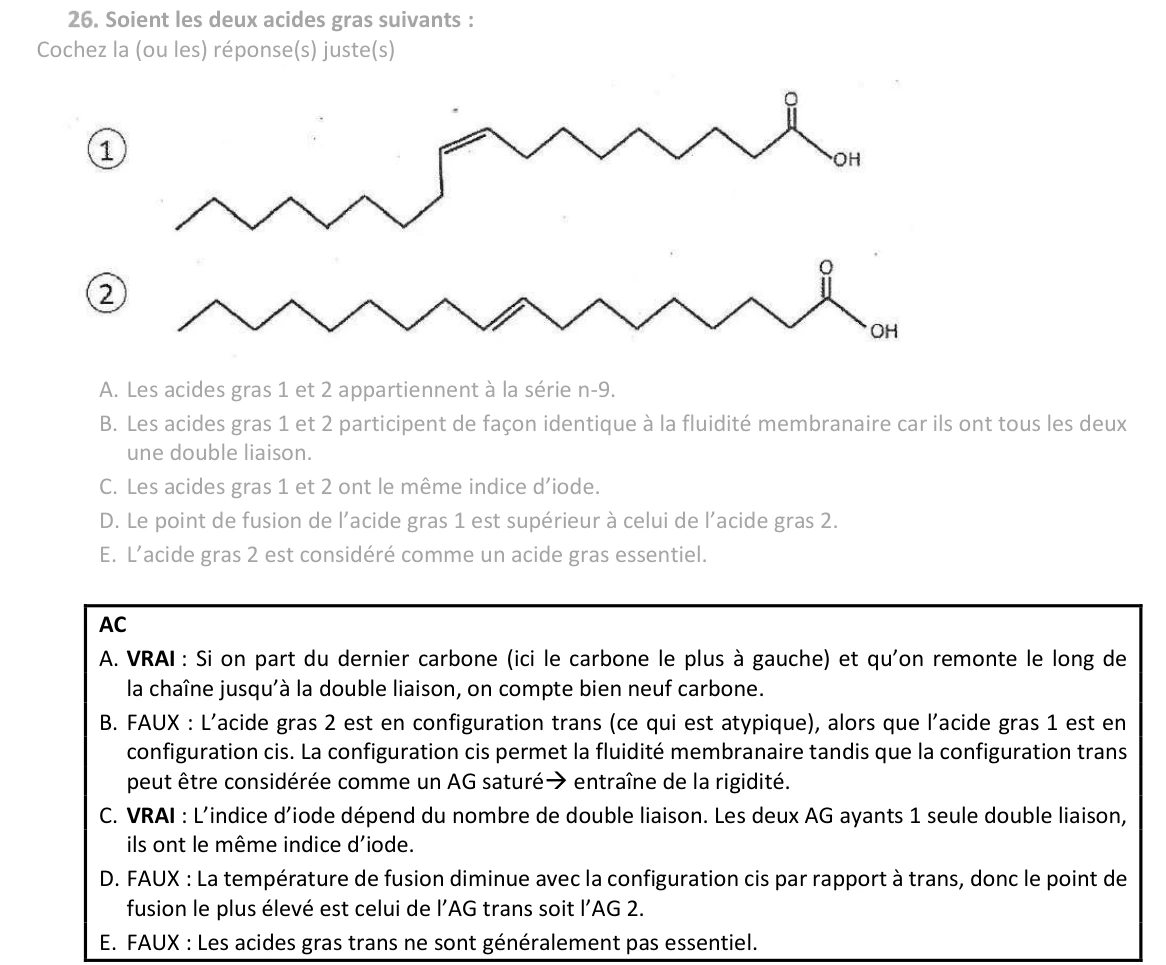 26. Soient les deux acides gras suivants :
Cochez la (ou les) réponse(s) juste(s)
1
O
OH
2
O
OH
A. Les acides gras 1 et 2 appartiennent à la série n-9.
B. Les acides gras 1 et 2 participent de façon identique à la fluidité membranaire car ils ont tous les deux
une double liaison.
C. Les acides gras 1 et 2 ont le même indice d’iode.
D. Le point de fusion de l’acide gras 1 est supérieur à celui de l’acide gras 2.
E. L’acide gras 2 est considéré comme un acide gras essentiel.
AC
A. VRAI : Si on part du dernier carbone (ici le carbone le plus à gauche) et qu’on remonte le long de
la chaîne jusqu’à la double liaison, on compte bien neuf carbone.
B. FAUX : L’acide gras 2 est en configuration trans (ce qui est atypique), alors que l’acide gras 1 est en
configuration cis. La configuration cis permet la fluidité membranaire tandis que la configuration trans
peut être considérée comme un AG saturé→ entraîne de la rigidité.
C. VRAI : L’indice d’iode dépend du nombre de double liaison. Les deux AG ayants 1 seule double liaison,
ils ont le même indice d’iode.
D. FAUX : La température de fusion diminue avec la configuration cis par rapport à trans, donc le point de
fusion le plus élevé est celui de l’AG trans soit l’AG 2.
E. FAUX : Les acides gras trans ne sont généralement pas essentiel.